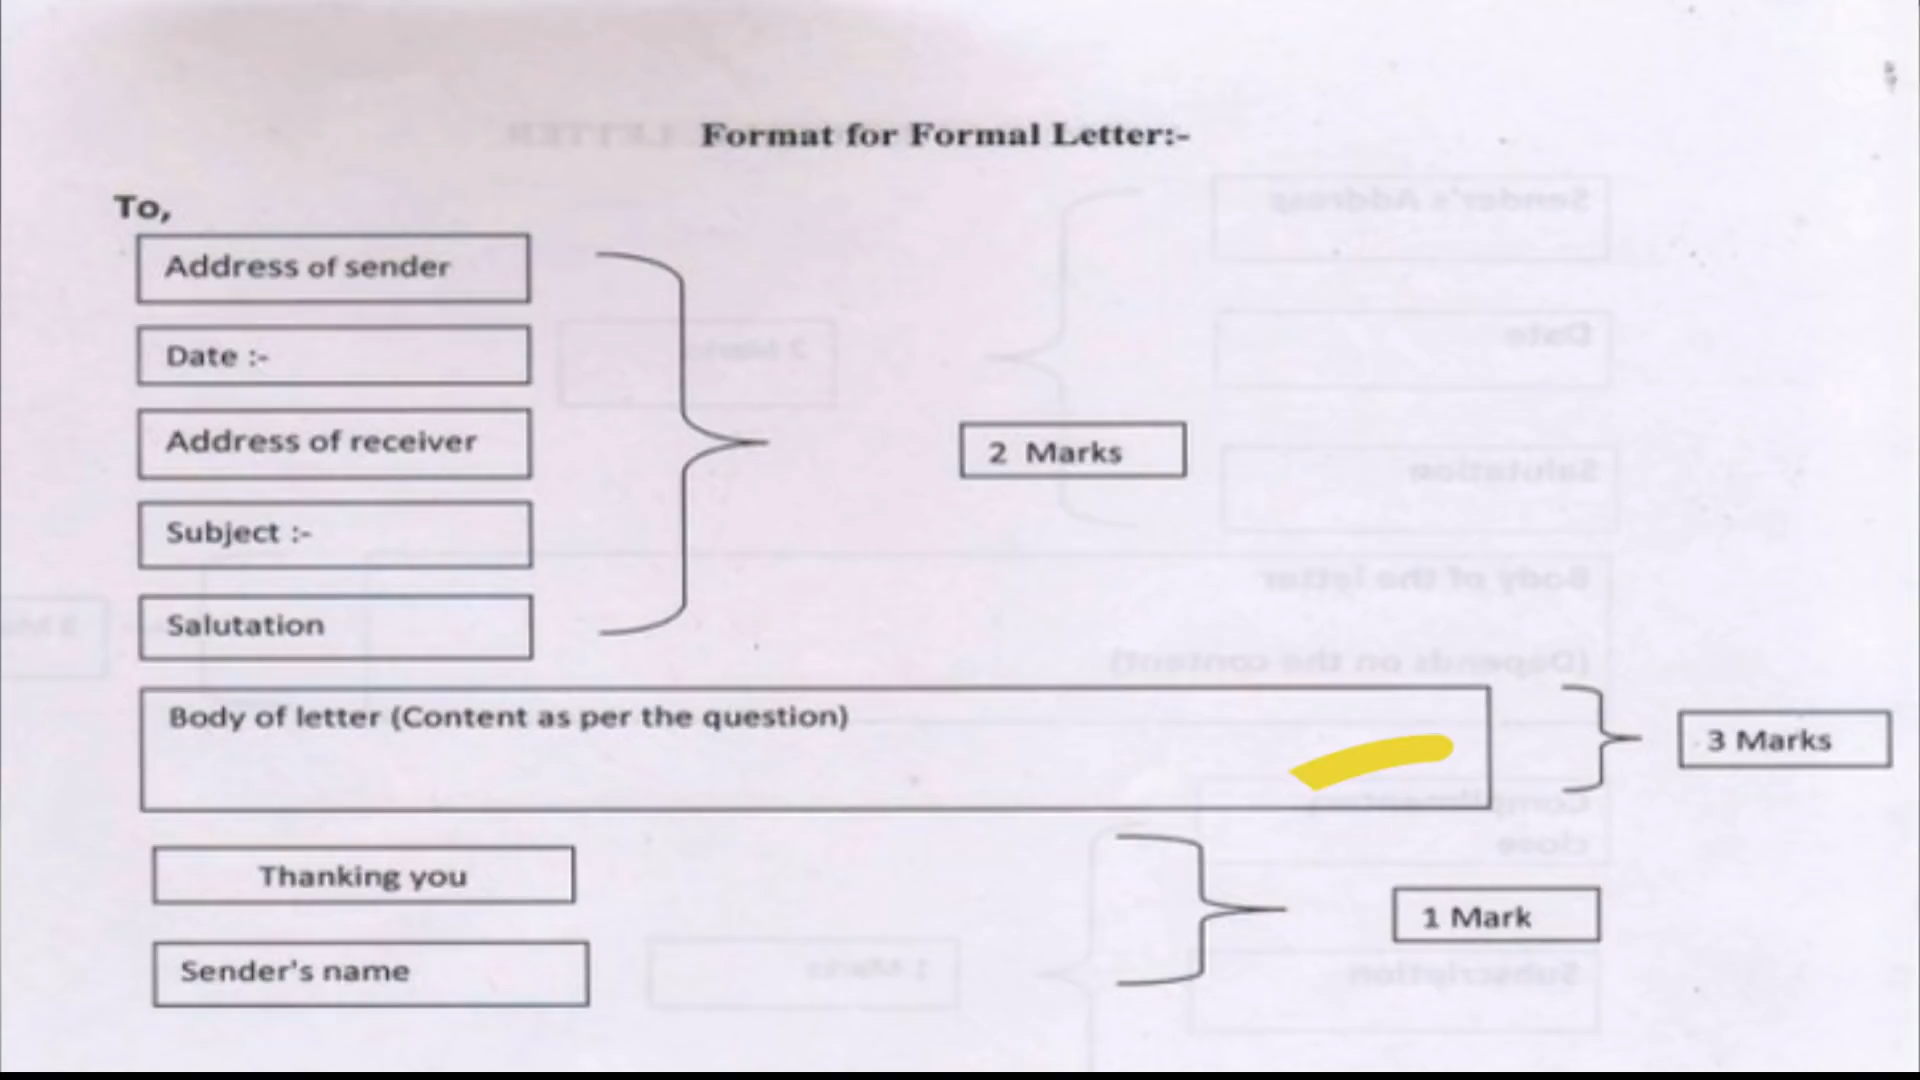 Format for Formal Letter:-
To,
Address of sender
Date :-
Address of receiver
Subject :-
Salutation
2 Marks
Body of letter (Content as per the question)
3 Marks
Thanking you
Sender's name
1 Mark